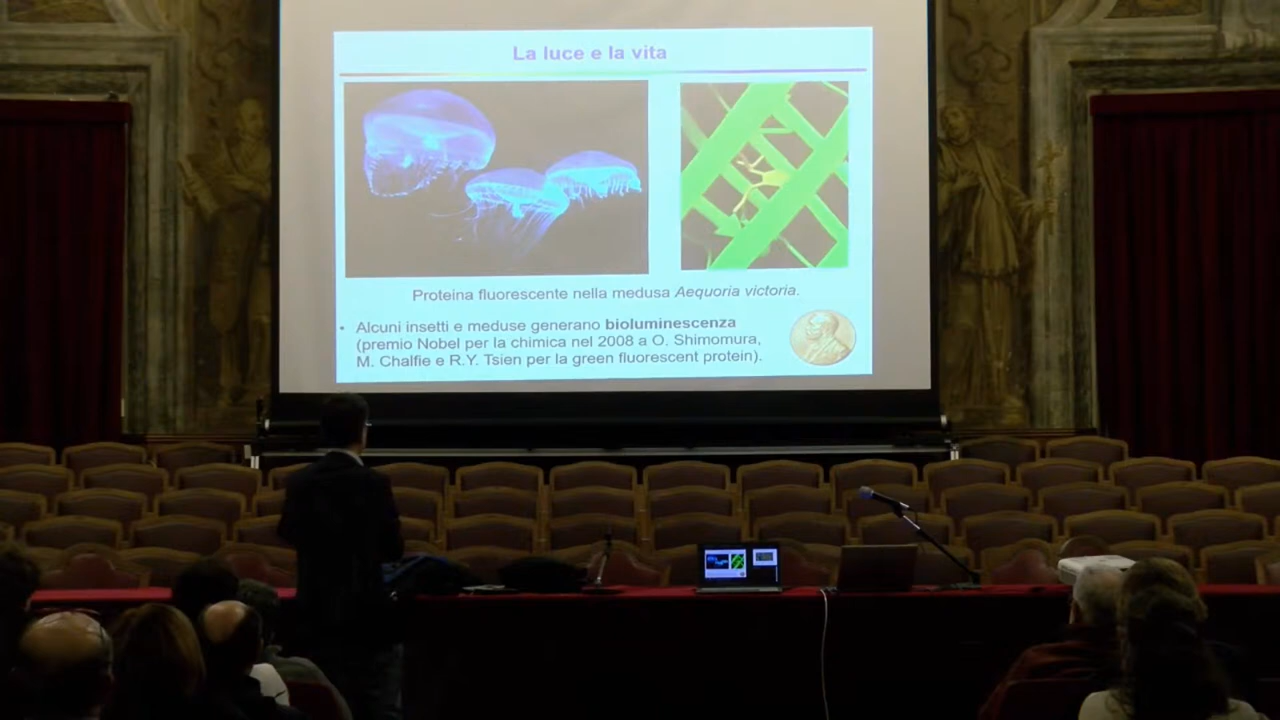 La luce e la vita
Proteina fluorescente nella medusa Aequoria victoria.
• Alcuni insetti e meduse generano bioluminescenza
(premio Nobel per la chimica nel 2008 a O. Shimomura,
M. Chalfie e R.Y. Tsien per la green fluorescent protein).